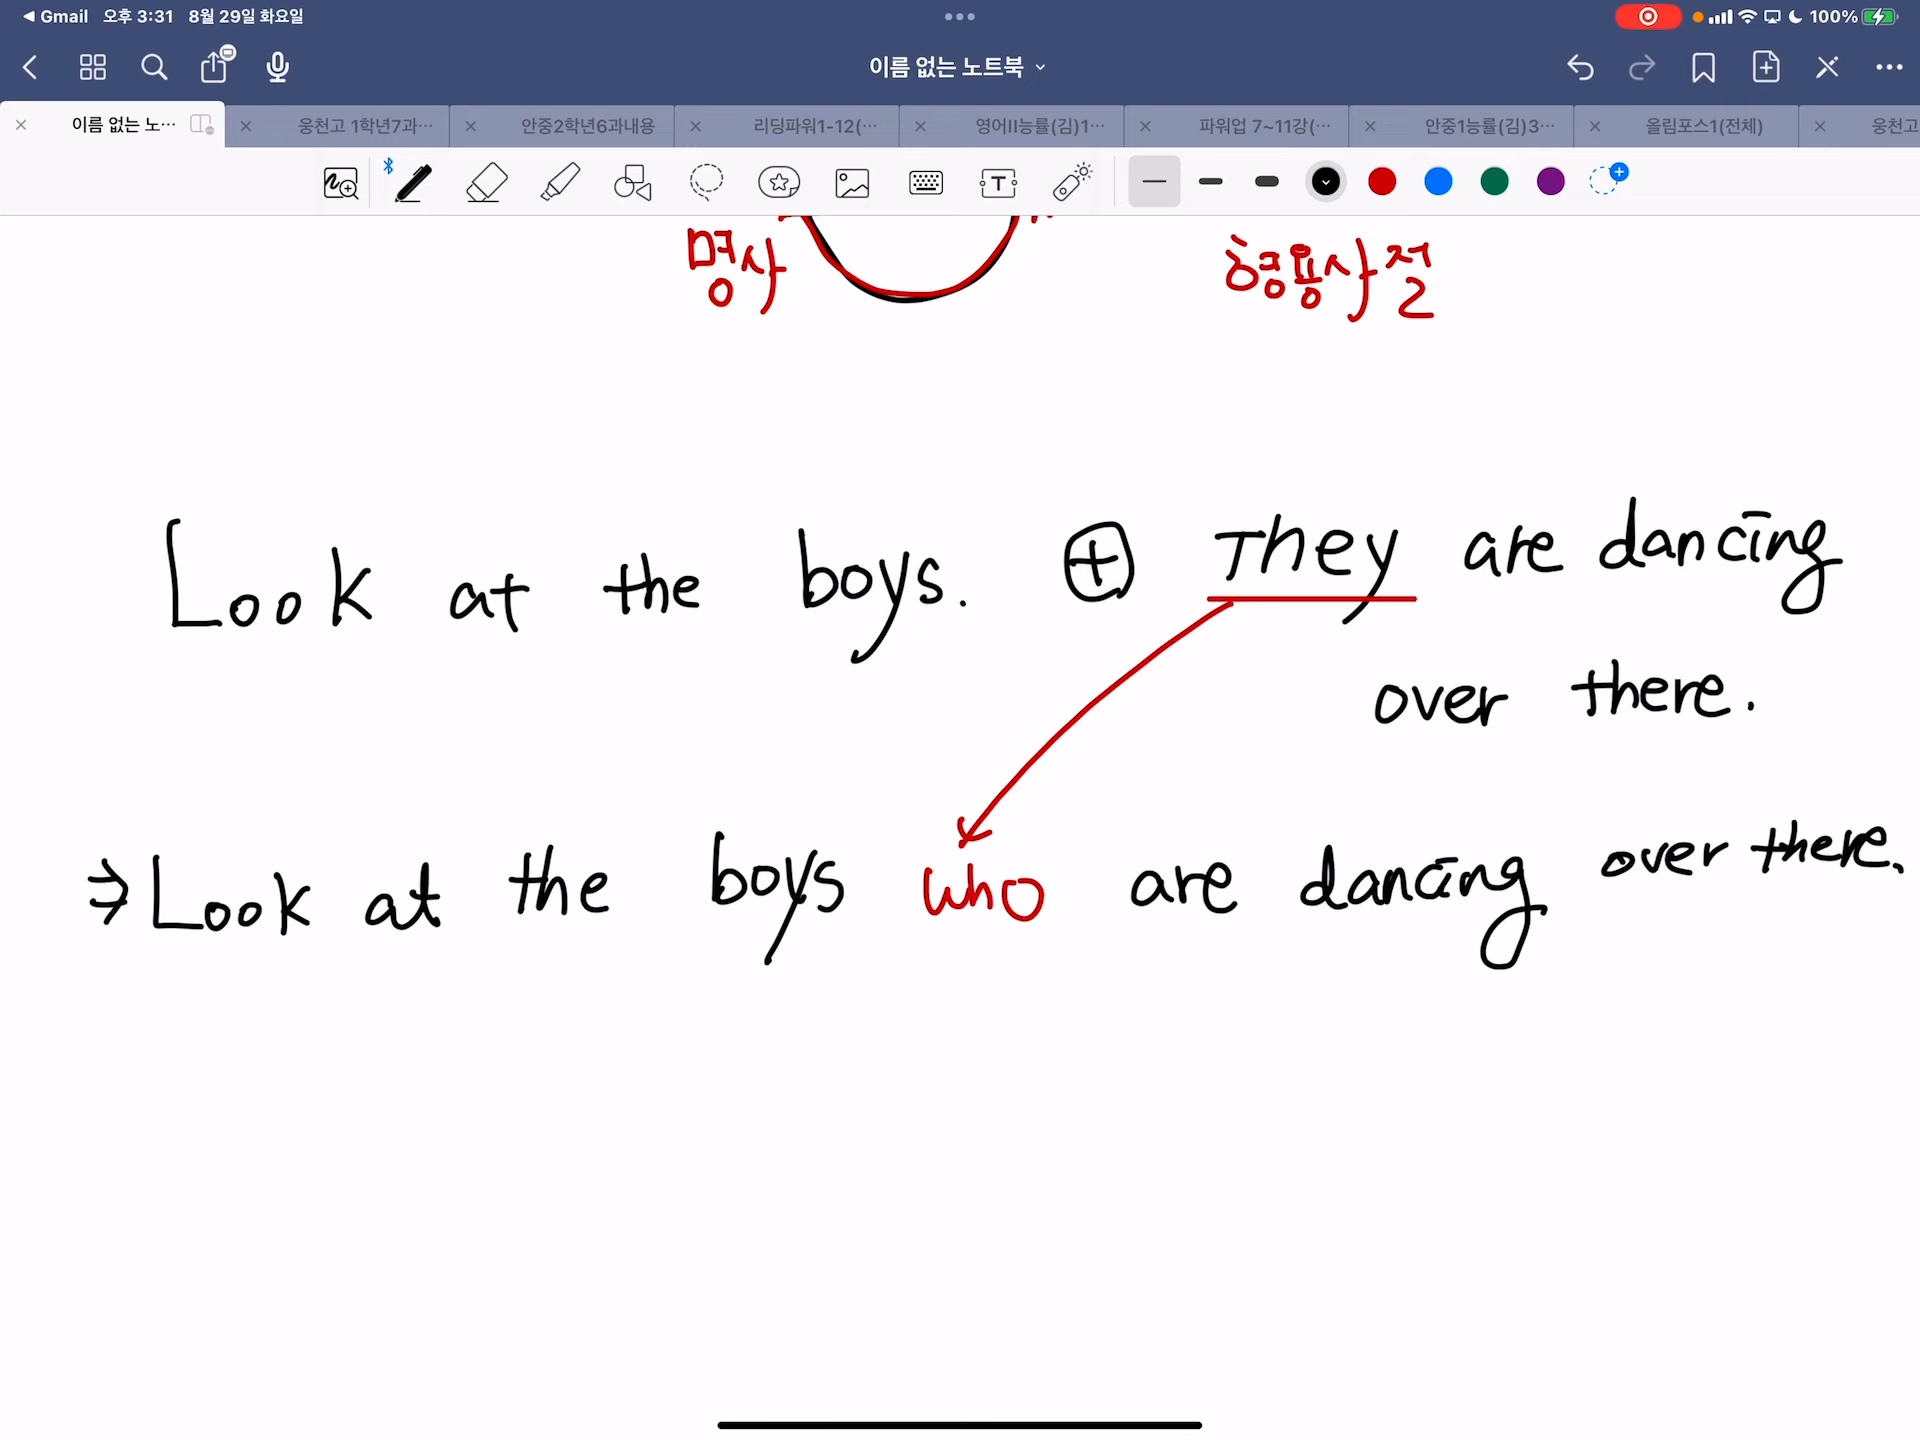 Gmail 오후 3:31 8월 29일 화요일 100%
이름 없는 노트북
이름 없는 노… 웅천고 1학년7과… 안중2학년6과내용 리딩파워1-12(… 영어II능률(김)1… 파워업 7~11강(… 안중1능률(김)3… 올림포스1(전체) 웅천고
명사 형용사절
Look at the boys. + They are dancing
over there.
⇒ Look at the boys who are dancing over there.